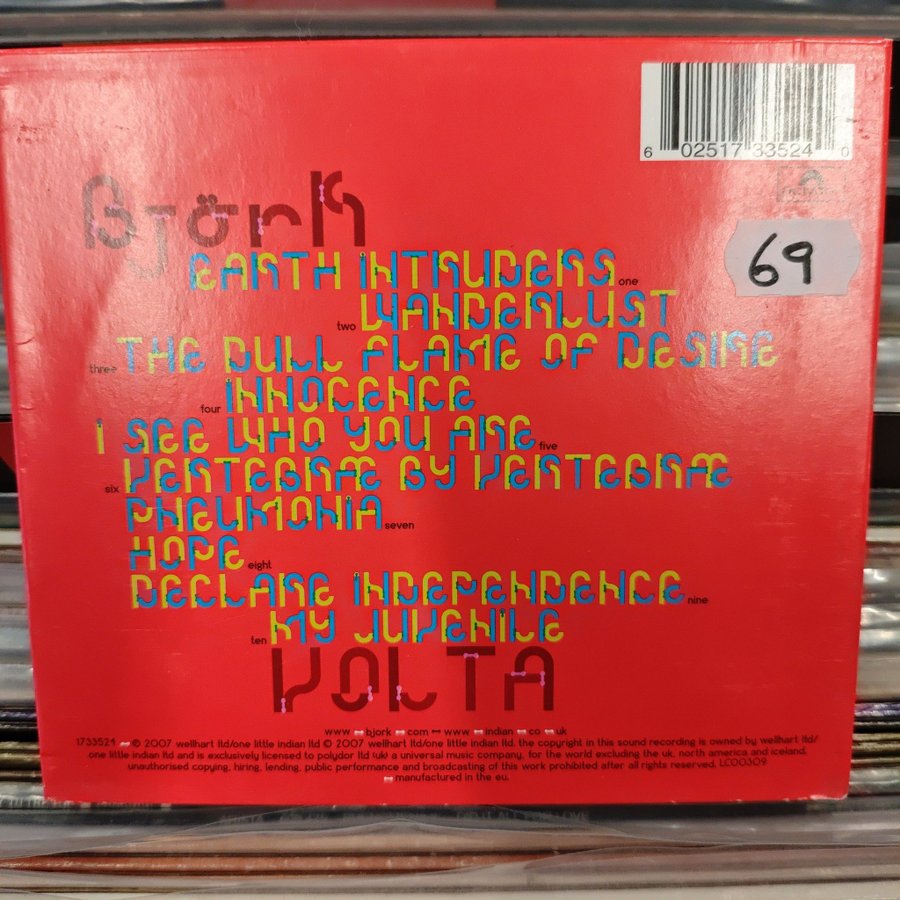 6 02517 33524 0
69
Björk
EARTH INTRUDERS one
two WANDERLUST
three THE DULL FLAME OF DESIRE
four INNOCENCE
I SEE WHO YOU ARE five
six VERTEBRÆ BY VERTEBRÆ
PNEUMONIA seven
HOPE eight
DECLARE INDEPENDENCE nine
ten MY JUVENILE
VOLTA
www bjork com www indian co uk
1733524 ℗ 2007 wellhart ltd/one little indian ltd © 2007 wellhart ltd/one little indian ltd. the copyright in this sound recording is owned by wellhart ltd/
one little indian ltd and is exclusively licensed to polydor ltd (uk) a universal music company, for the world excluding the uk, north america and iceland.
unauthorised copying, hiring, lending, public performance and broadcasting of this work prohibited after all rights reserved. LC00309
manufactured in the eu.